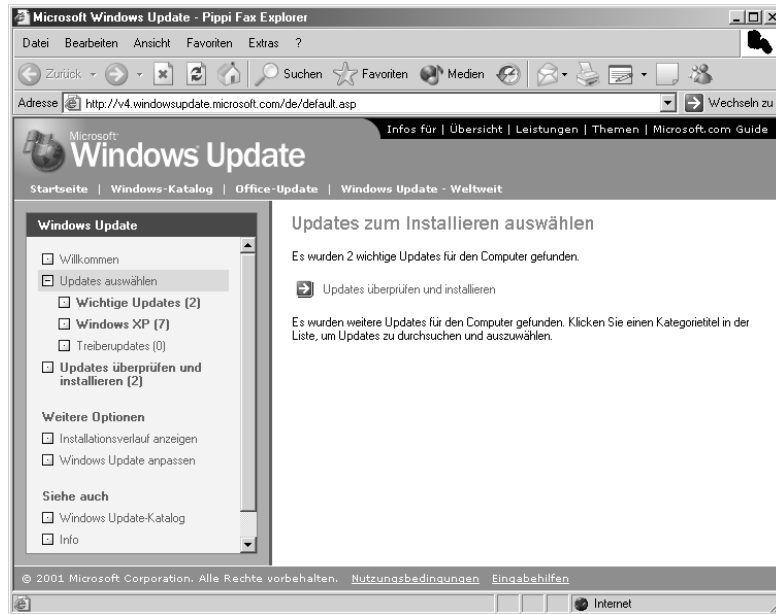 Microsoft Windows Update - Pippi Fax Explorer
Datei Bearbeiten Ansicht Favoriten Extras ?
Zurück Suchen Favoriten Medien
Adresse http://v4.windowsupdate.microsoft.com/de/default.asp Wechseln zu
Infos für | Übersicht | Leistungen | Themen | Microsoft.com Guide
Microsoft
Windows Update
Startseite | Windows-Katalog | Office-Update | Windows Update - Weltweit
Windows Update
Willkommen
Updates auswählen
Wichtige Updates (2)
Windows XP (7)
Treiberupdates (0)
Updates überprüfen und
installieren (2)
Weitere Optionen
Installationsverlauf anzeigen
Windows Update anpassen
Siehe auch
Windows Update-Katalog
Info
Updates zum Installieren auswählen
Es wurden 2 wichtige Updates für den Computer gefunden.
Updates überprüfen und installieren
Es wurden weitere Updates für den Computer gefunden. Klicken Sie einen Kategorietitel in der
Liste, um Updates zu durchsuchen und auszuwählen.
© 2001 Microsoft Corporation. Alle Rechte vorbehalten. Nutzungsbedingungen Eingabehilfen
Internet